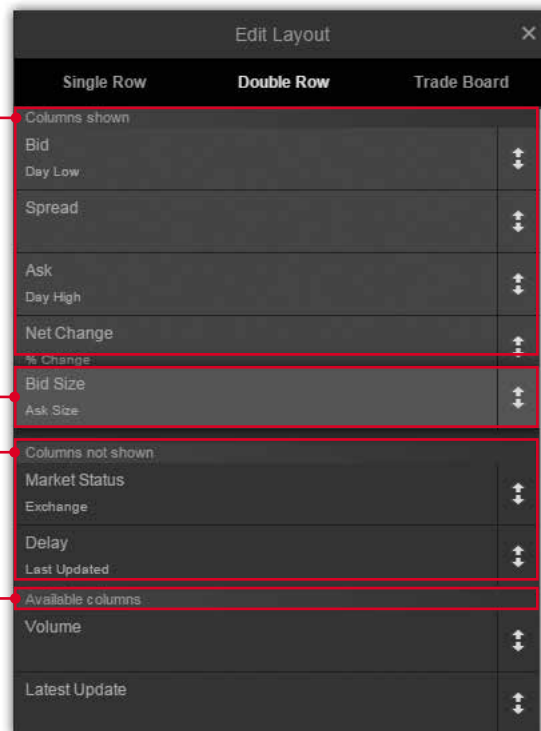 Edit Layout
Single Row Double Row Trade Board
Columns shown
Bid
Day Low
Spread
Ask
Day High
Net Change
% Change
Bid Size
Ask Size
Columns not shown
Market Status
Exchange
Delay
Last Updated
Available columns
Volume
Latest Update